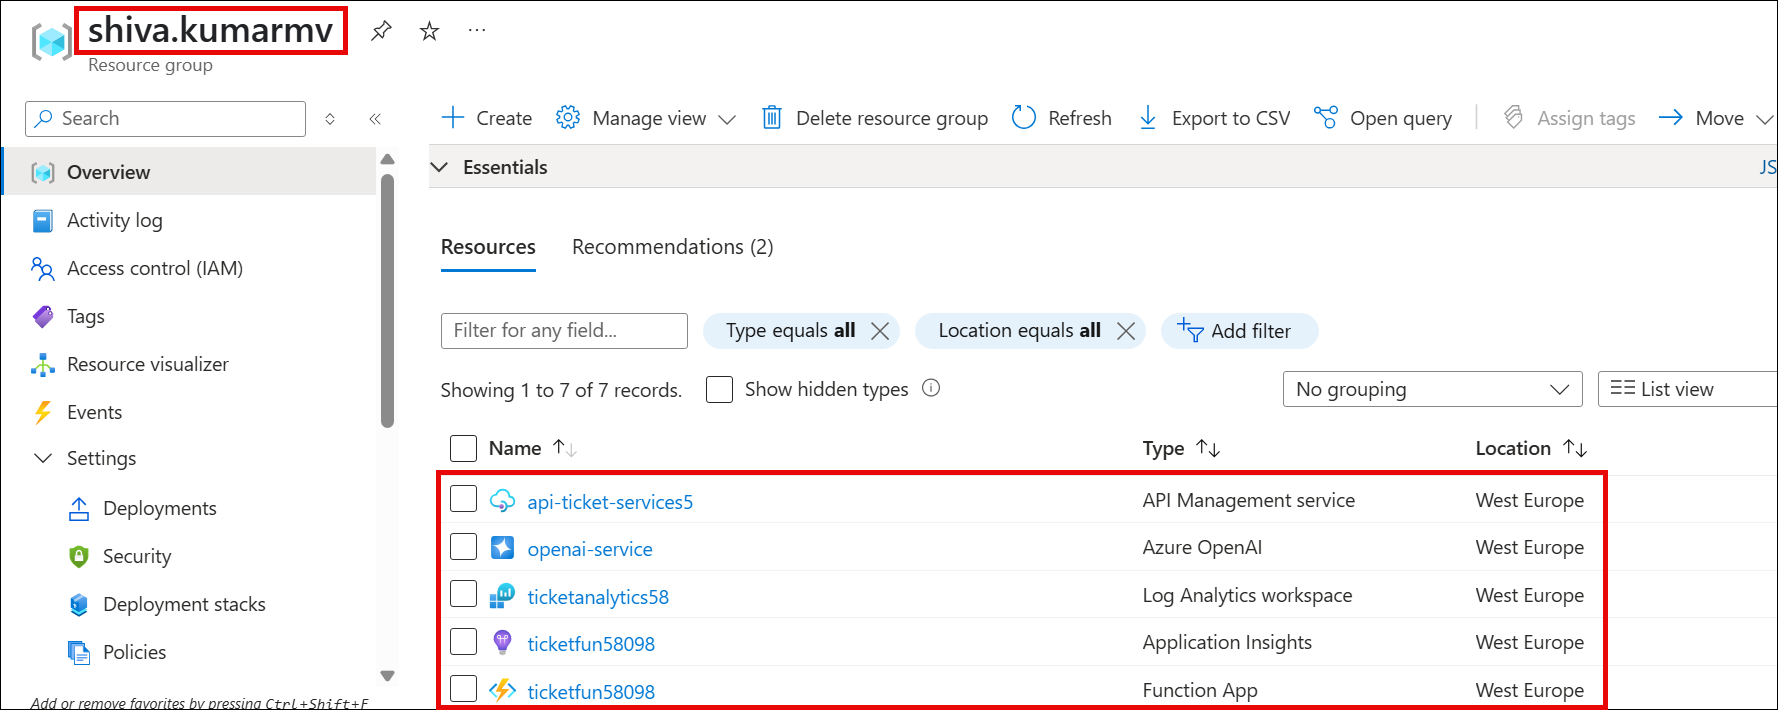 shiva.kumarmv
Resource group
Search
Create
Manage view
Delete resource group
Refresh
Export to CSV
Open query
Assign tags
Move
Overview
Activity log
Access control (IAM)
Tags
Resource visualizer
Events
Settings
Deployments
Security
Deployment stacks
Policies
Add or remove favorites by pressing Ctrl+Shift+F
Essentials
JS
Resources
Recommendations (2)
Filter for any field...
Type equals all
Location equals all
Add filter
Showing 1 to 7 of 7 records.
Show hidden types
No grouping
List view
Name Type Location
api-ticket-services5 API Management service West Europe
openai-service Azure OpenAI West Europe
ticketanalytics58 Log Analytics workspace West Europe
ticketfun58098 Application Insights West Europe
ticketfun58098 Function App West Europe